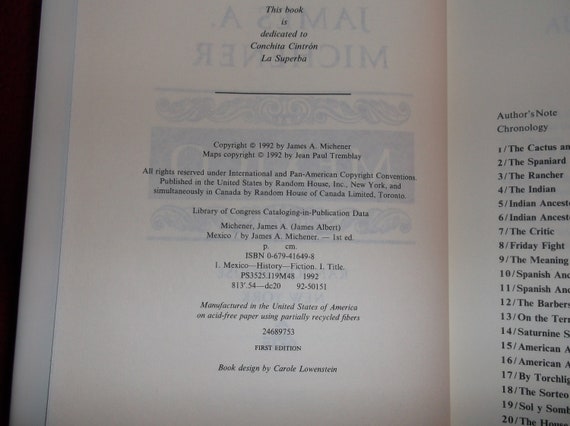 This book
is
dedicated to
Conchita Cintrón
La Superba
Copyright © 1992 by James A. Michener
Maps copyright © 1992 by Jean Paul Tremblay
All rights reserved under International and Pan-American Copyright Conventions.
Published in the United States by Random House, Inc., New York, and
simultaneously in Canada by Random House of Canada Limited, Toronto.
Library of Congress Cataloging-in-Publication Data
Michener, James A. (James Albert)
Mexico / by James A. Michener. — 1st ed.
p. cm.
ISBN 0-679-41649-8
1. Mexico—History—Fiction. I. Title.
PS3525.I19M48 1992
813'.54—dc20 92-50151
Manufactured in the United States of America
on acid-free paper using partially recycled fibers
24689753
FIRST EDITION
Book design by Carole Lowenstein
Author's Note
Chronology
1/The Cactus an
2/The Spaniard
3/The Rancher
4/The Indian
5/Indian Ancest
6/Indian Ancest
7/The Critic
8/Friday Fight
9/The Meaning
10/Spanish And
11/Spanish And
12/The Barbers
13/On the Terr
14/Saturnine S
15/American A
16/American A
17/By Torchlig
18/The Sorteo
19/Sol y Somb
20/The House